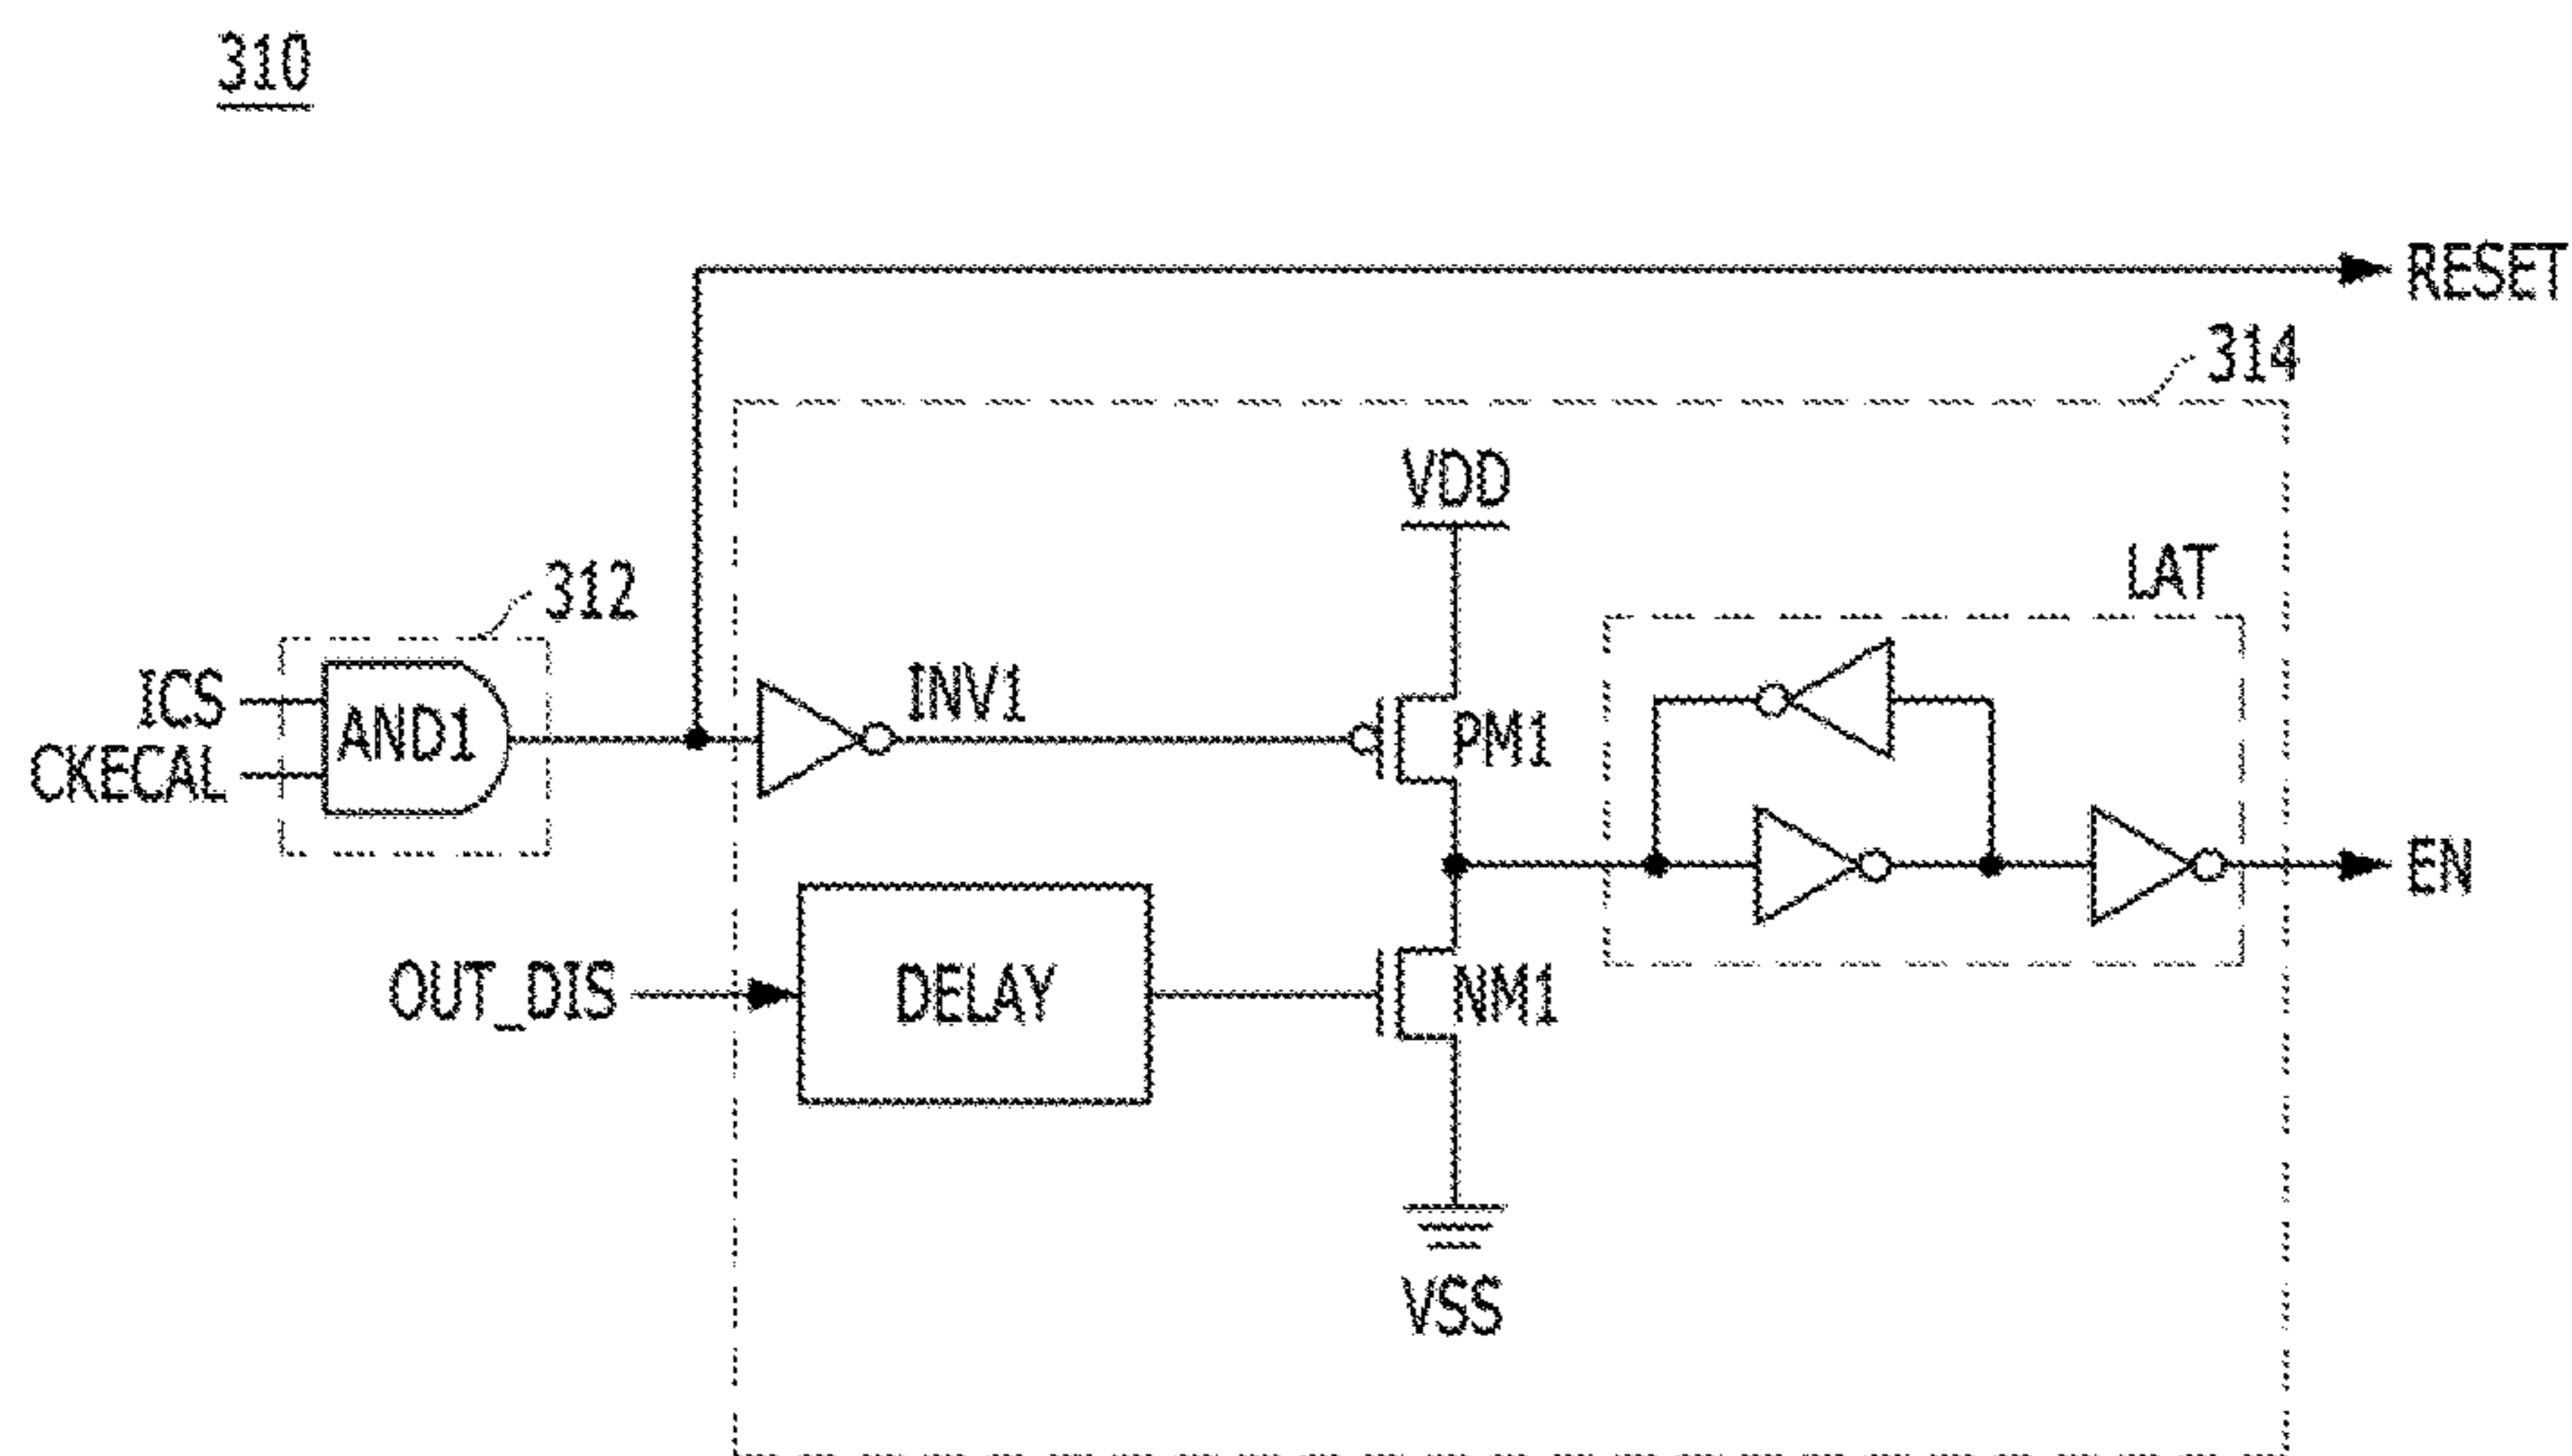 310
RESET
314
VDD
LAT
312
ICS
INV1
AND1
PM1
CKECAL
EN
OUT_DIS
DELAY
NM1
VSS